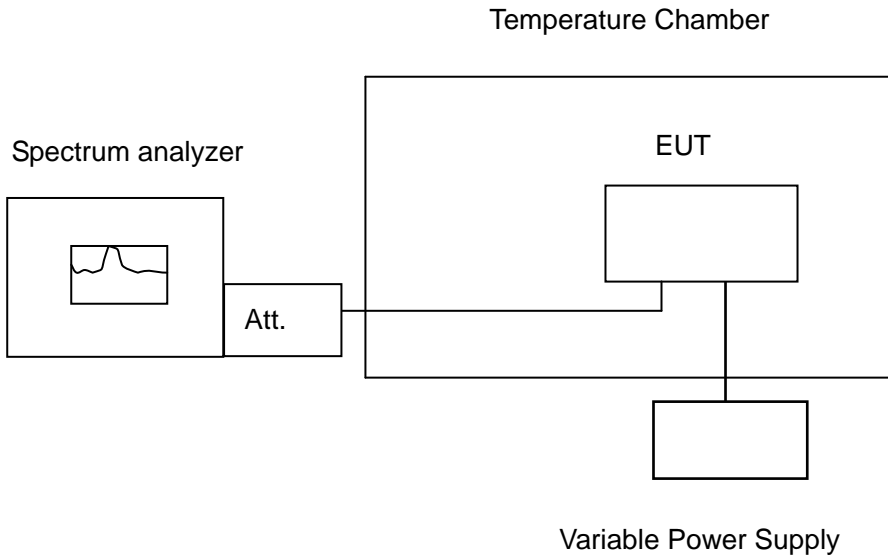 Temperature Chamber
Spectrum analyzer
EUT
Att.
Variable Power Supply